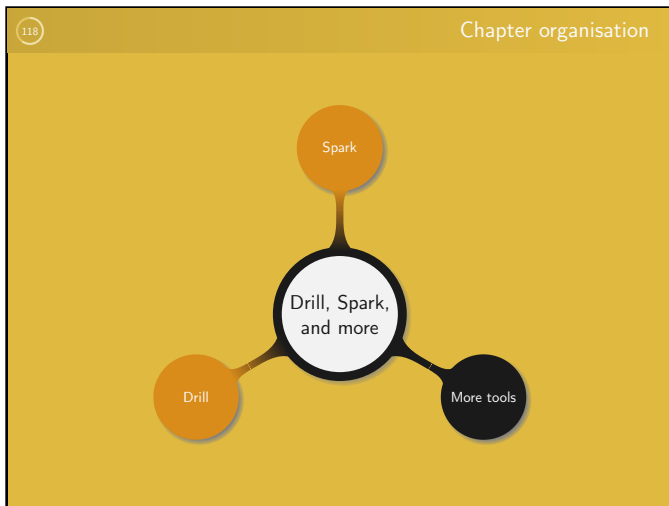 118
Chapter organisation
Spark
Drill, Spark,
and more
Drill
More tools